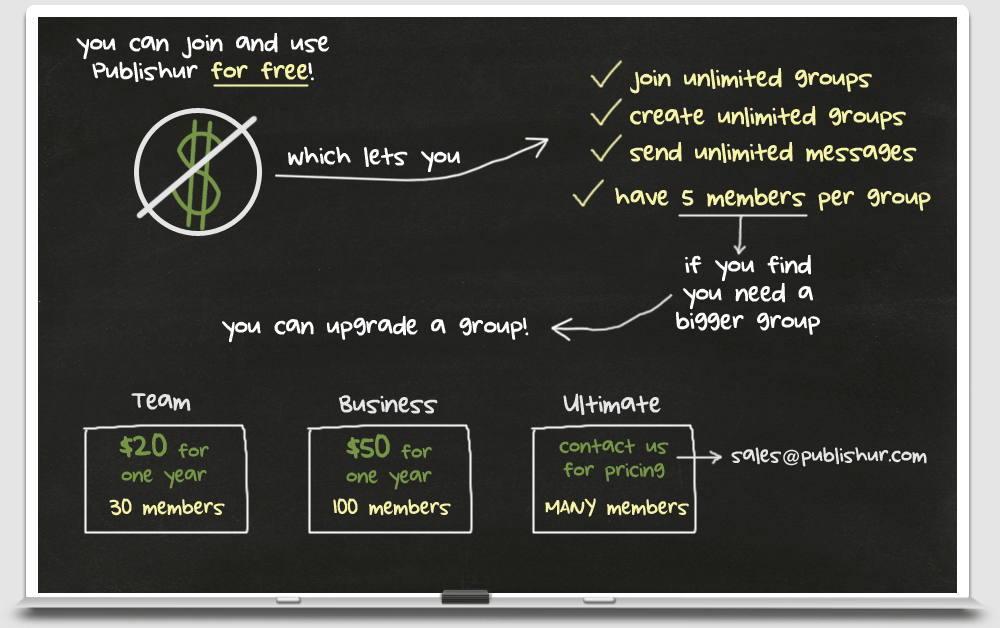 you can join and use
Publishur for free!
which lets you
join unlimited groups
create unlimited groups
send unlimited messages
have 5 members per group
if you find
you need a
bigger group
you can upgrade a group!
Team
$20 for
one year
30 members
Business
$50 for
one year
100 members
Ultimate
contact us
for pricing
MANY members
sales@publishur.com